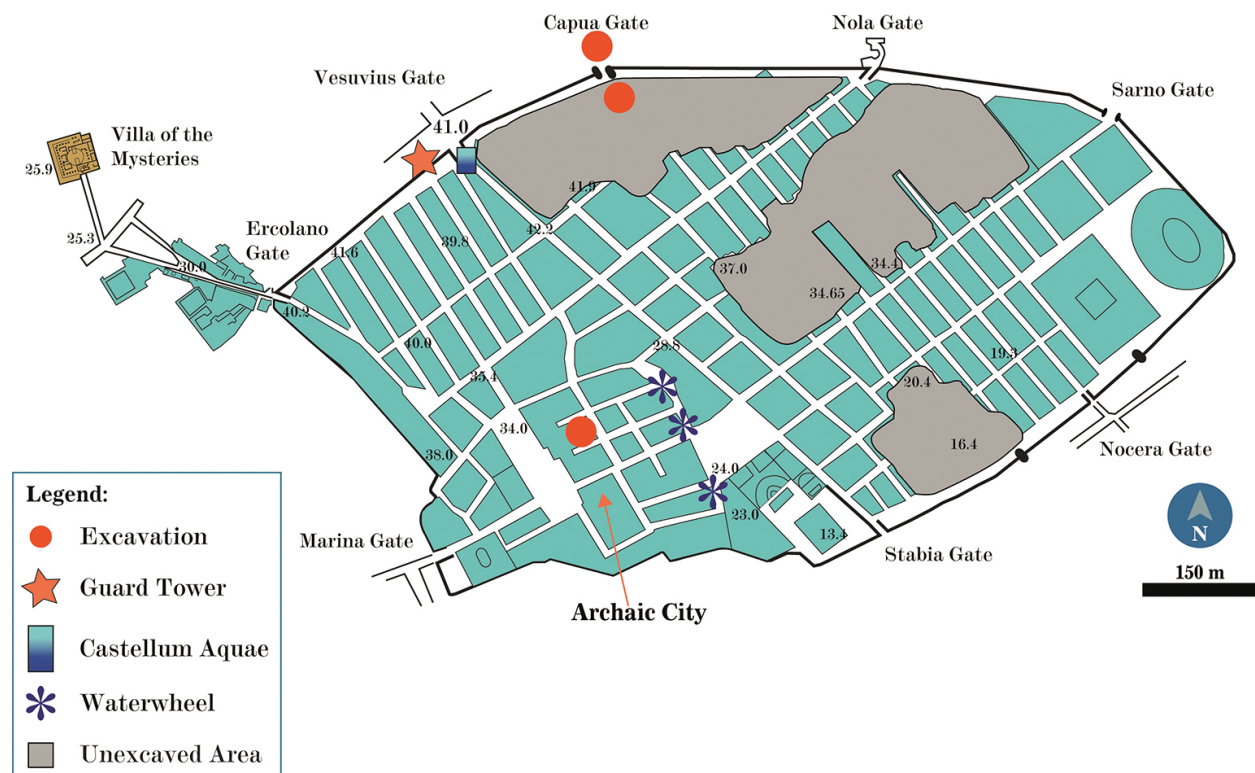 Capua Gate
Nola Gate
Vesuvius Gate
Sarno Gate
41.0
Villa of the
Mysteries
25.9
41.9
Ercolano
Gate
42.2
39.8
25.3
41.6
30.0
37.0
34.4
34.65
40.2
40.0
28.8
19.3
35.4
20.4
34.0
16.4
38.0
Nocera Gate
24.0
23.0
13.4
Marina Gate
Stabia Gate
N
150 m
Archaic City
Legend:
Excavation
Guard Tower
Castellum Aquae
Waterwheel
Unexcaved Area